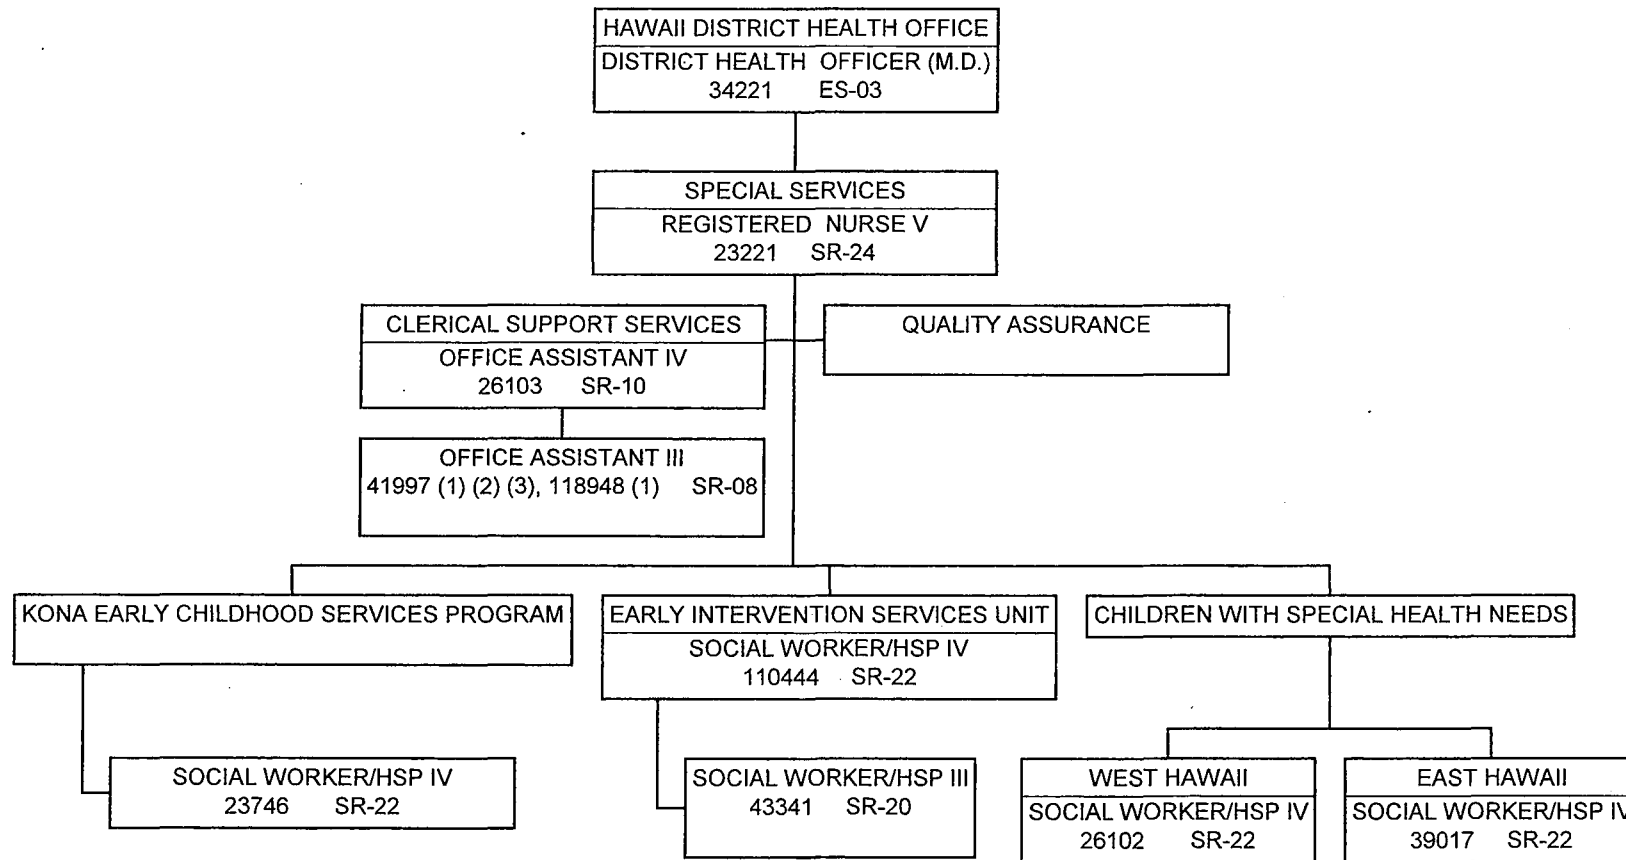 HAWAII DISTRICT HEALTH OFFICE
DISTRICT HEALTH OFFICER (M.D.)
34221 ES-03
SPECIAL SERVICES
REGISTERED NURSE V
23221 SR-24
CLERICAL SUPPORT SERVICES
OFFICE ASSISTANT IV
26103 SR-10
QUALITY ASSURANCE
OFFICE ASSISTANT III
41997 (1) (2) (3), 118948 (1) SR-08
KONA EARLY CHILDHOOD SERVICES PROGRAM
EARLY INTERVENTION SERVICES UNIT
SOCIAL WORKER/HSP IV
110444 SR-22
CHILDREN WITH SPECIAL HEALTH NEEDS
SOCIAL WORKER/HSP IV
23746 SR-22
SOCIAL WORKER/HSP III
43341 SR-20
WEST HAWAII
SOCIAL WORKER/HSP IV
26102 SR-22
EAST HAWAII
SOCIAL WORKER/HSP IV
39017 SR-22